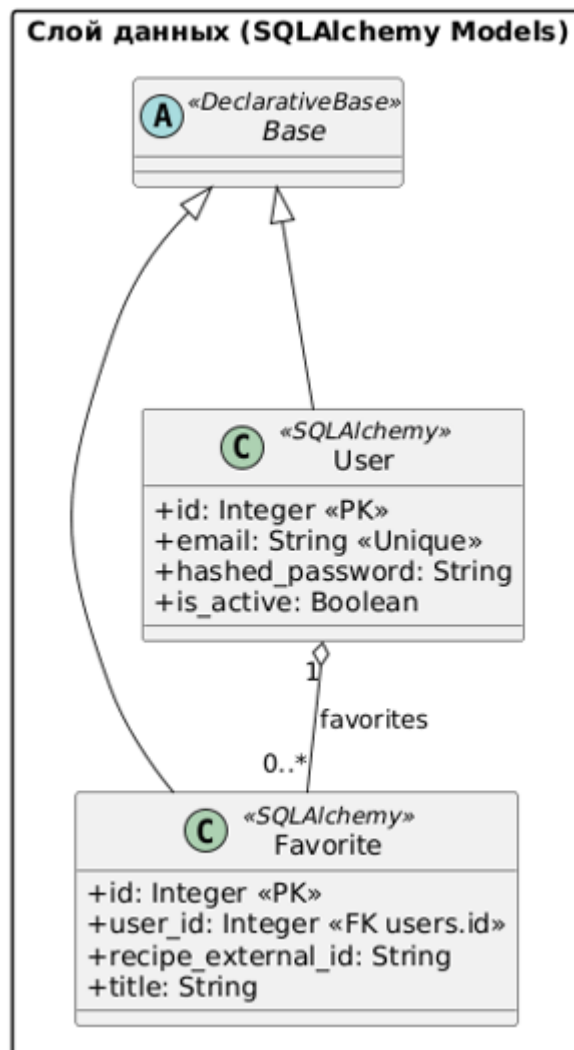 Слой данных (SQLAlchemy Models)
A
«DeclarativeBase»
Base
C
«SQLAlchemy»
User
+id: Integer «PK»
+email: String «Unique»
+hashed_password: String
+is_active: Boolean
1
favorites
0..*
C
«SQLAlchemy»
Favorite
+id: Integer «PK»
+user_id: Integer «FK users.id»
+recipe_external_id: String
+title: String